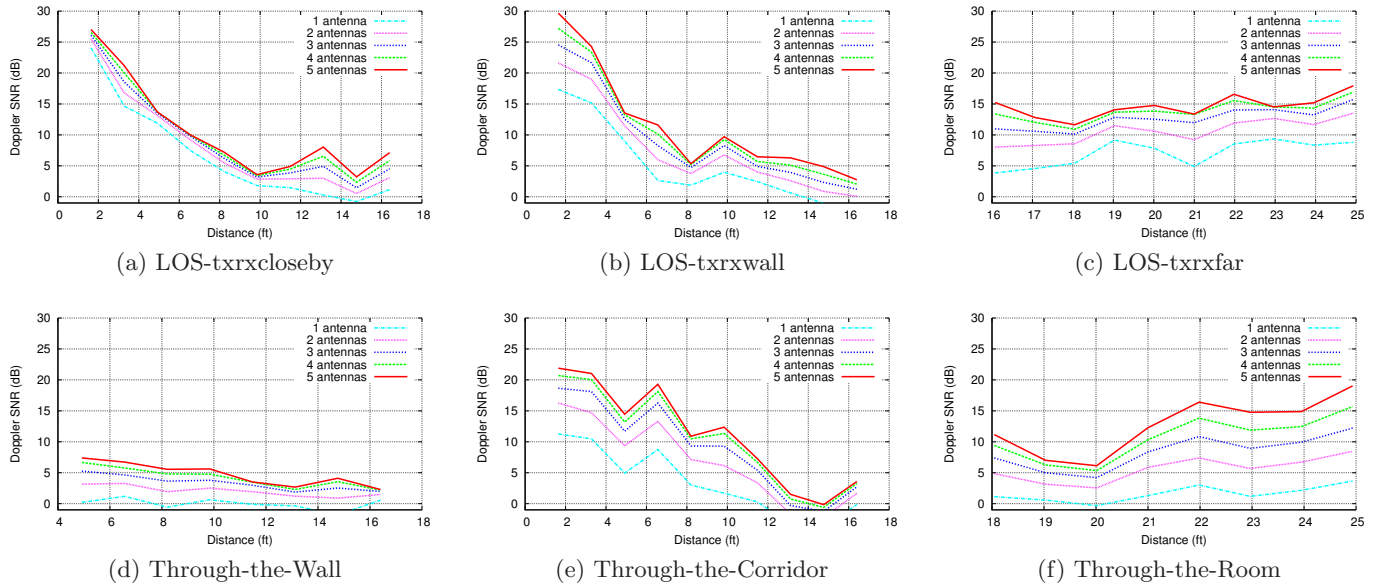 30
25
20
15
10
5
0
Doppler SNR (dB)
1 antenna
2 antennas
3 antennas
4 antennas
5 antennas
0 2 4 6 8 10 12 14 16 18
Distance (ft)
(a) LOS-txrxcloseby
30
25
20
15
10
5
0
Doppler SNR (dB)
1 antenna
2 antennas
3 antennas
4 antennas
5 antennas
0 2 4 6 8 10 12 14 16 18
Distance (ft)
(b) LOS-txrxwall
30
25
20
15
10
5
0
Doppler SNR (dB)
1 antenna
2 antennas
3 antennas
4 antennas
5 antennas
16 17 18 19 20 21 22 23 24 25
Distance (ft)
(c) LOS-txrxfar
30
25
20
15
10
5
0
Doppler SNR (dB)
1 antenna
2 antennas
3 antennas
4 antennas
5 antennas
4 6 8 10 12 14 16 18
Distance (ft)
(d) Through-the-Wall
30
25
20
15
10
5
0
Doppler SNR (dB)
1 antenna
2 antennas
3 antennas
4 antennas
5 antennas
0 2 4 6 8 10 12 14 16 18
Distance (ft)
(e) Through-the-Corridor
30
25
20
15
10
5
0
Doppler SNR (dB)
1 antenna
2 antennas
3 antennas
4 antennas
5 antennas
18 19 20 21 22 23 24 25
Distance (ft)
(f) Through-the-Room